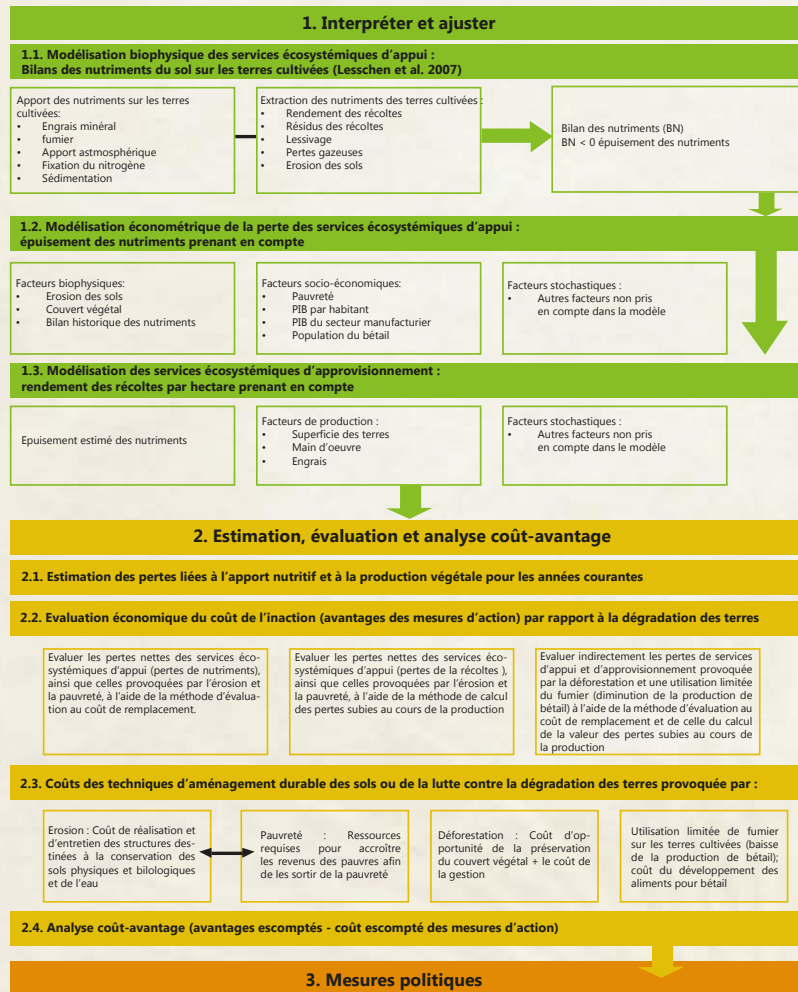 1. Interpréter et ajuster
1.1. Modélisation biophysique des services écosystémiques d'appui :
Bilans des nutriments du sol sur les terres cultivées (Lesschen et al. 2007)
Apport des nutriments sur les terres
cultivées:
• Engrais minéral
• fumier
• Apport astmosphérique
• Fixation du nitrogène
• Sédimentation
Extraction des nutriments des terres cultivées :
• Rendement des récoltes
• Résidus des récoltes
• Lessivage
• Pertes gazeuses
• Erosion des sols
Bilan des nutriments (BN)
BN < 0 épuisement des nutriments
1.2. Modélisation économétrique de la perte des services écosystémiques d'appui :
épuisement des nutriments prenant en compte
Facteurs biophysiques:
• Erosion des sols
• Couvert végétal
• Bilan historique des nutriments
Facteurs socio-économiques:
• Pauvreté
• PIB par habitant
• PIB du secteur manufacturier
• Population du bétail
Facteurs stochastiques :
• Autres facteurs non pris
en compte dans le modèle
1.3. Modélisation des services écosystémiques d'approvisionnement :
rendement des récoltes par hectare prenant en compte
Epuisement estimé des nutriments
Facteurs de production :
• Superficie des terres
• Main d'oeuvre
• Engrais
Facteurs stochastiques :
• Autres facteurs non pris
en compte dans le modèle
2. Estimation, évaluation et analyse coût-avantage
2.1. Estimation des pertes liées à l'apport nutritif et à la production végétale pour les années courantes
2.2. Evaluation économique du coût de l'inaction (avantages des mesures d'action) par rapport à la dégradation des terres
Evaluer les pertes nettes des services éco-
systémiques d'appui (pertes de nutriments),
ainsi que celles provoquées par l'érosion et
la pauvreté, à l'aide de la méthode d'évalua-
tion au coût de remplacement.
Evaluer les pertes nettes des services éco-
systémiques d'appui (pertes de la récoltes ),
ainsi que celles provoquées par l'érosion et
la pauvreté, à l'aide de la méthode de calcul
des pertes subies au cours de la production
Evaluer indirectement les pertes de services
d'appui et d'approvisionnement provoquée
par la déforestation et une utilisation limitée
du fumier (diminution de la production de
bétail) à l'aide de la méthode d'évaluation au
coût de remplacement et de celle du calcul
de la valeur des pertes subies au cours de
la production
2.3. Coûts des techniques d'aménagement durable des sols ou de la lutte contre la dégradation des terres provoquée par :
Erosion : Coût de réalisation et
d'entretien des structures des-
tinées à la conservation des
sols physiques et bilologiques
et de l'eau
Pauvreté : Ressources
requises pour accroître
les revenus des pauvres afin
de les sortir de la pauvreté
Déforestation : Coût d'op-
portunité de la préservation
du couvert végétal + le coût de
la gestion
Utilisation limitée de fumier
sur les terres cultivées (baisse
de la production de bétail);
coût du développement des
aliments pour bétail
2.4. Analyse coût-avantage (avantages escomptés - coût escompté des mesures d'action)
3. Mesures politiques